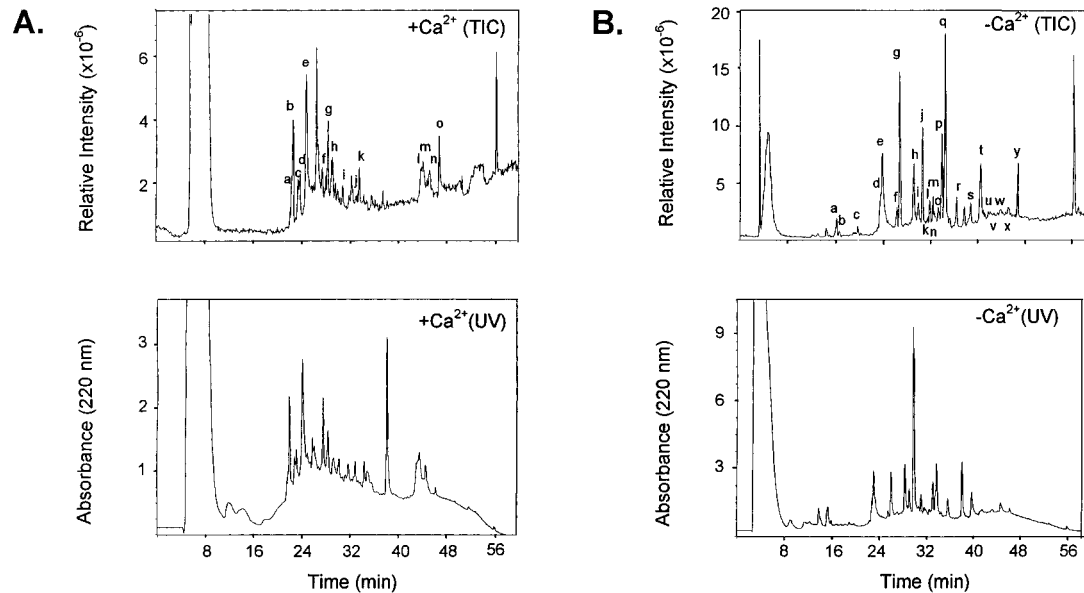 A.
+Ca²⁺ (TIC)
Relative Intensity (x10⁻⁶)
6
4
2
a
b
c
d
e
f
g
h
i
j
k
l
m
n
o
B.
-Ca²⁺ (TIC)
Relative Intensity (x10⁻⁶)
20
15
10
5
a
b
c
d
e
f
g
h
i
j
k
l
m
n
o
p
q
r
s
t
u
v
w
x
y
+Ca²⁺(UV)
Absorbance (220 nm)
3
2
1
8 16 24 32 40 48 56
Time (min)
-Ca²⁺(UV)
Absorbance (220 nm)
9
6
3
8 16 24 32 40 48 56
Time (min)